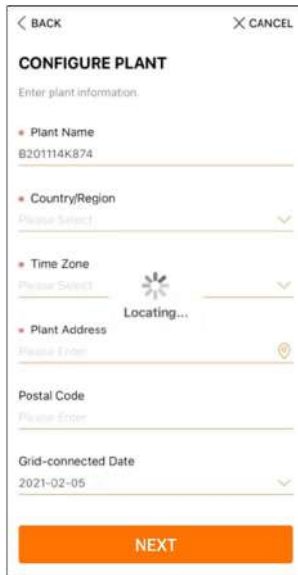 BACK
CANCEL
CONFIGURE PLANT
Enter plant information.
Plant Name
B201114K874
Country/Region
Please Select
Time Zone
Please Select
Locating...
Plant Address
Please Enter
Postal Code
Please Enter
Grid-connected Date
2021-02-05
NEXT